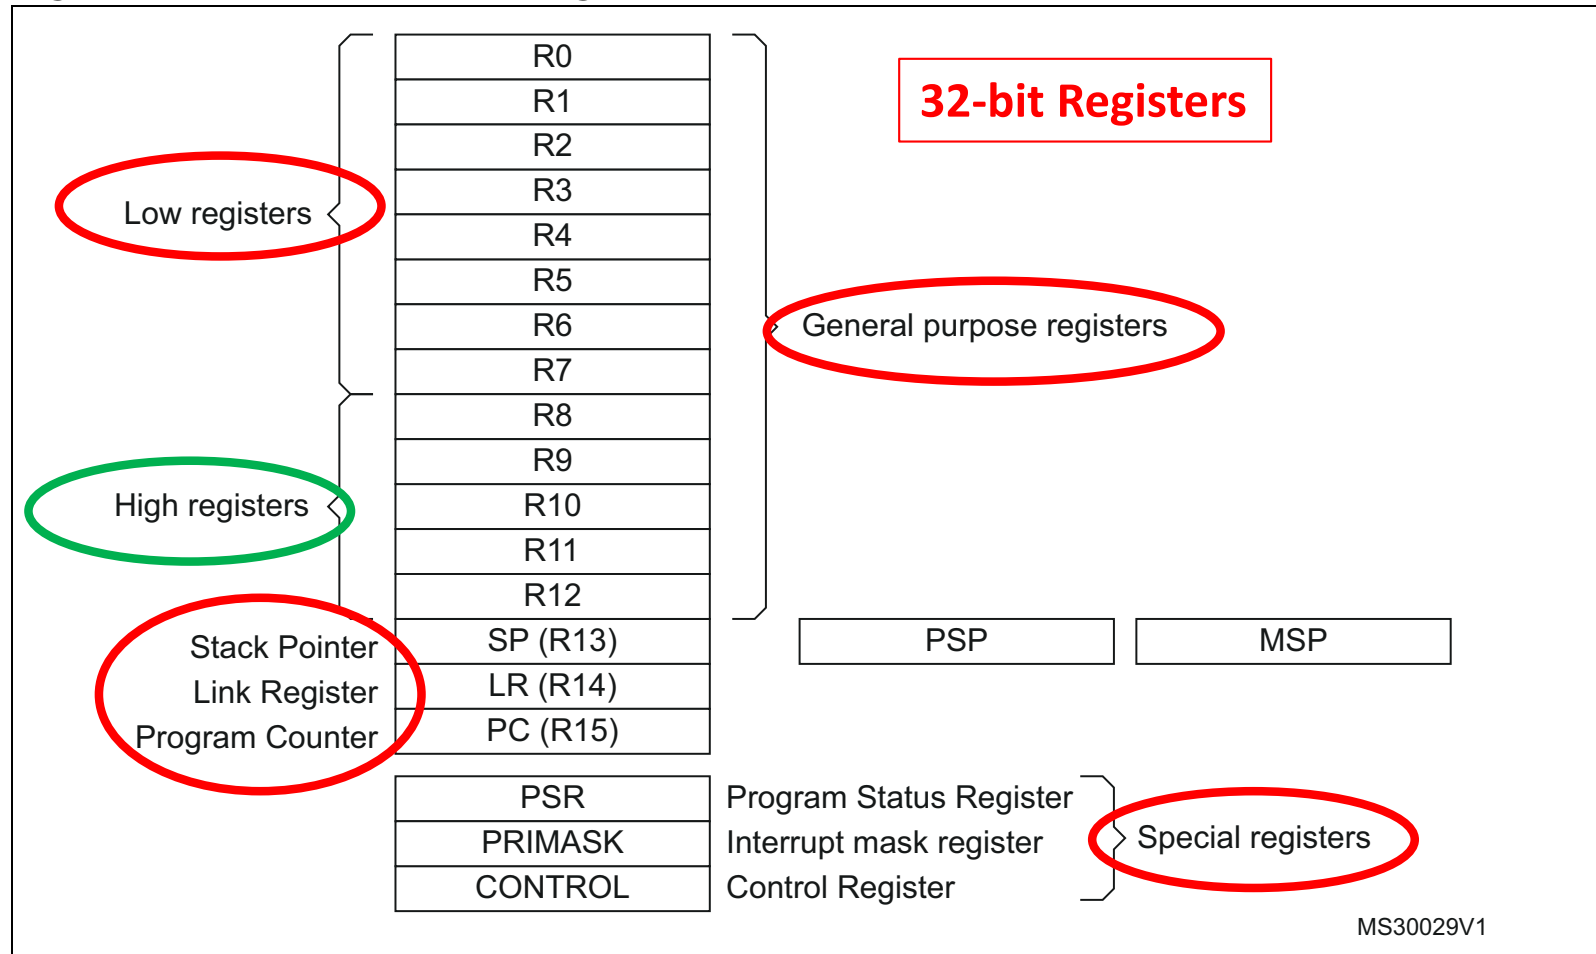 R0
32-bit Registers
R1
R2
R3
Low registers
R4
R5
R6
General purpose registers
R7
R8
R9
High registers
R10
R11
R12
Stack Pointer SP (R13) PSP MSP
Link Register LR (R14)
Program Counter PC (R15)
PSR Program Status Register
PRIMASK Interrupt mask register Special registers
CONTROL Control Register
MS30029V1